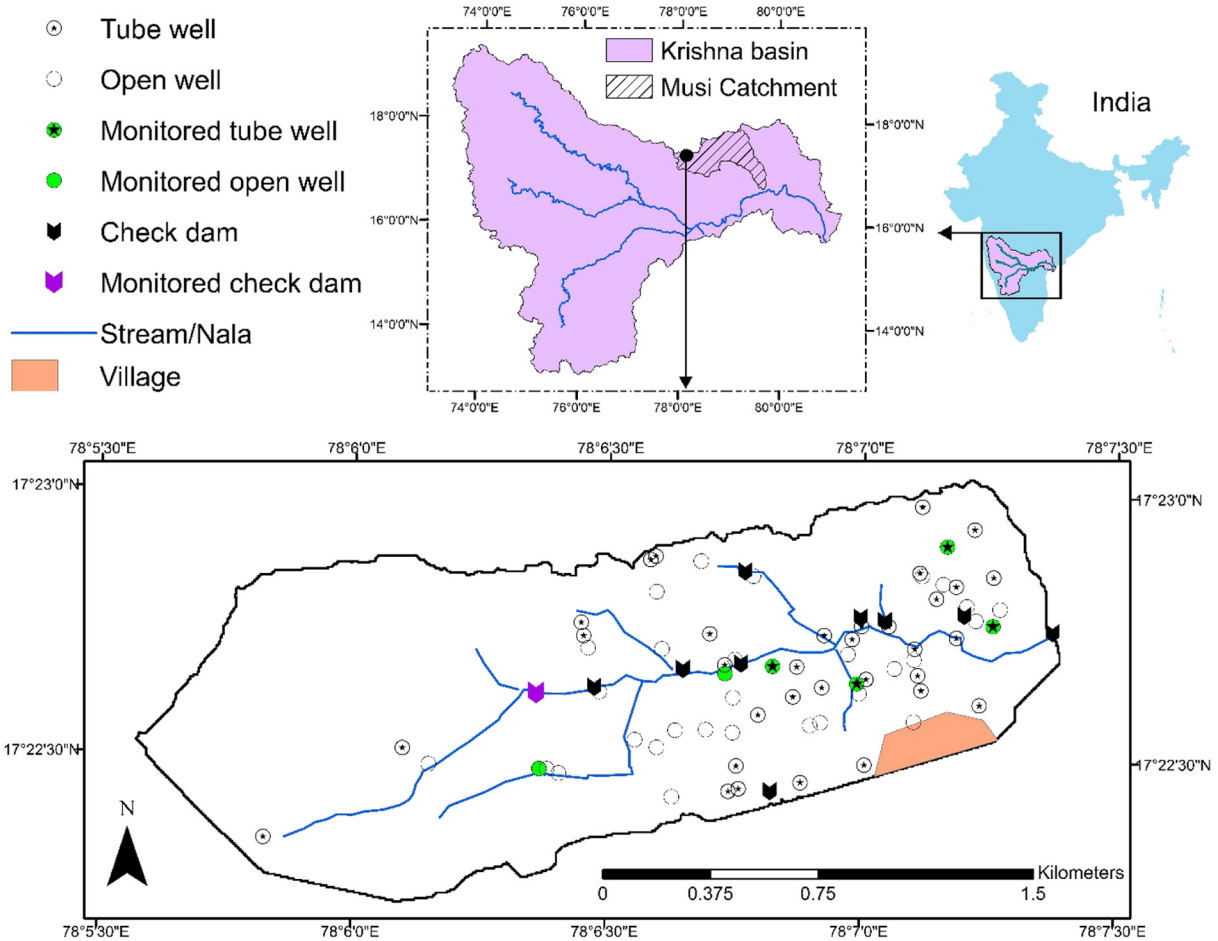 Tube well
Open well
Monitored tube well
Monitored open well
Check dam
Monitored check dam
Stream/Nala
Village
74°0'0"E 76°0'0"E 78°0'0"E 80°0'0"E
Krishna basin
Musi Catchment
18°0'0"N 18°0'0"N
16°0'0"N 16°0'0"N
14°0'0"N 14°0'0"N
74°0'0"E 76°0'0"E 78°0'0"E 80°0'0"E
India
78°5'30"E 78°6'0"E 78°6'30"E 78°7'0"E 78°7'30"E
17°23'0"N 17°23'0"N
17°22'30"N 17°22'30"N
N
Kilometers
0 0.375 0.75 1.5
78°5'30"E 78°6'0"E 78°6'30"E 78°7'0"E 78°7'30"E